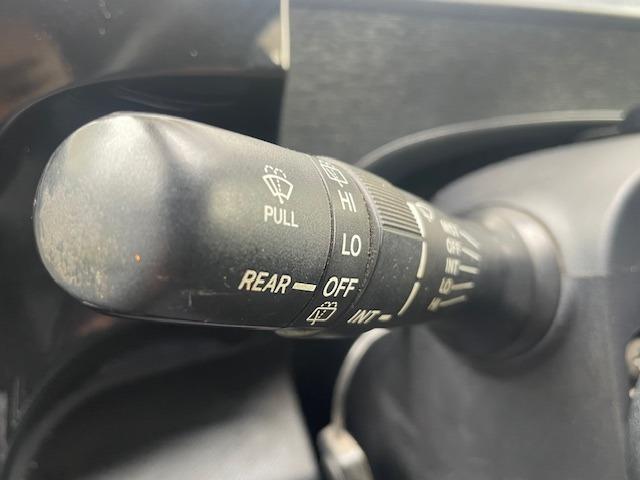 PULL
HI
LO
REAR OFF
INT